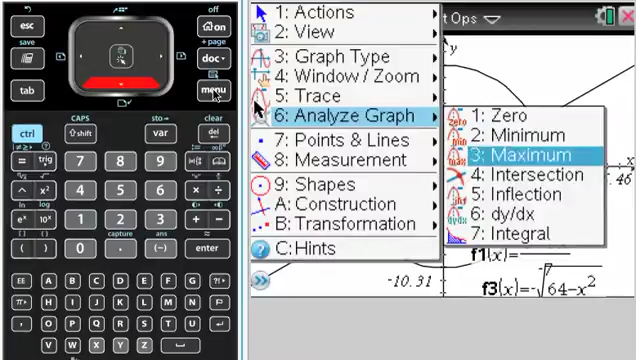 off
esc
on
save
+ page
doc
tab
menu
CAPS
sto→
ctrl
⇧shift
var
del
trig
7
8
9
x²
4
5
6
×
÷
ln
log
eˣ
10ˣ
1
2
3
+
−
capture
ans
(
)
0
.
(−)
enter
EE
A
B
C
D
E
F
G
?!
π
H
I
J
K
L
M
N
,
O
P
Q
R
S
T
U
V
W
X
Y
Z
1: Actions
2: View
3: Graph Type
4: Window / Zoom
5: Trace
6: Analyze Graph
7: Points & Lines
8: Measurement
9: Shapes
A: Construction
B: Transformation
C: Hints
t Ops
y
x
1: Zero
2: Minimum
3: Maximum
4: Intersection
5: Inflection
6: dy/dx
7: Integral
-10.31
f1(x)=
f3(x)=-√64-x²